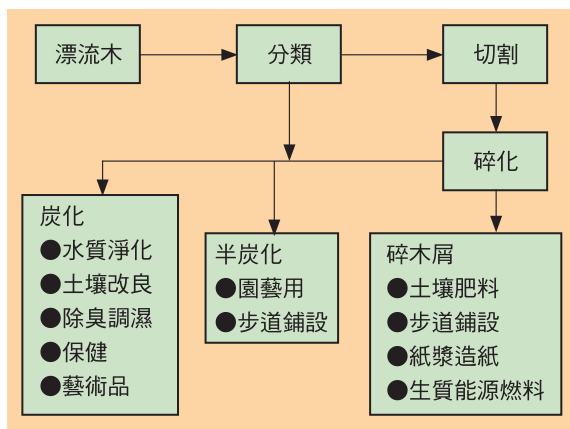 漂流木
分類
切割
碎化
炭化
●水質淨化
●土壤改良
●除臭調濕
●保健
●藝術品
半炭化
●園藝用
●步道鋪設
碎木屑
●土壤肥料
●步道鋪設
●紙漿造紙
●生質能源燃料